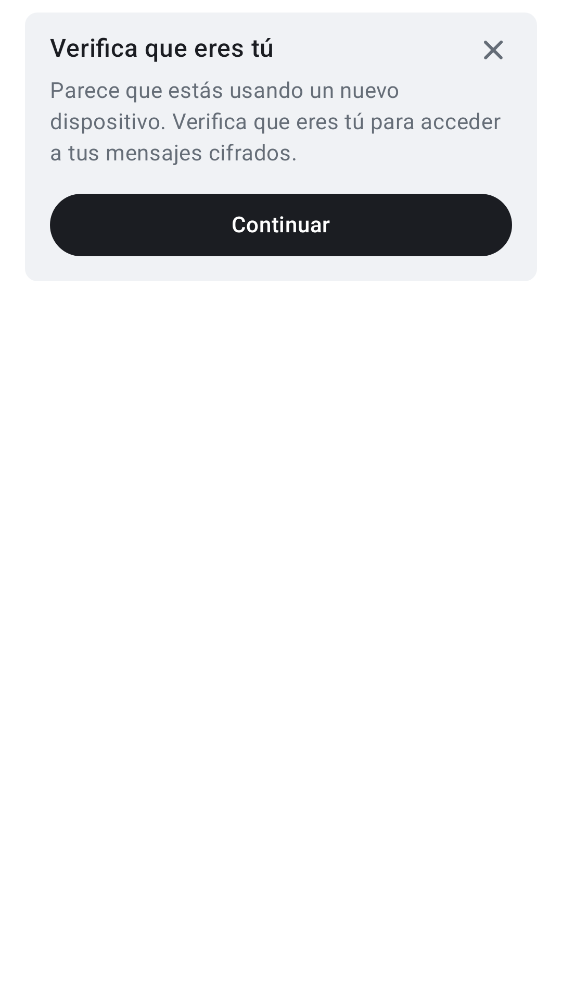 Verifica que eres tú
Parece que estás usando un nuevo
dispositivo. Verifica que eres tú para acceder
a tus mensajes cifrados.
Continuar